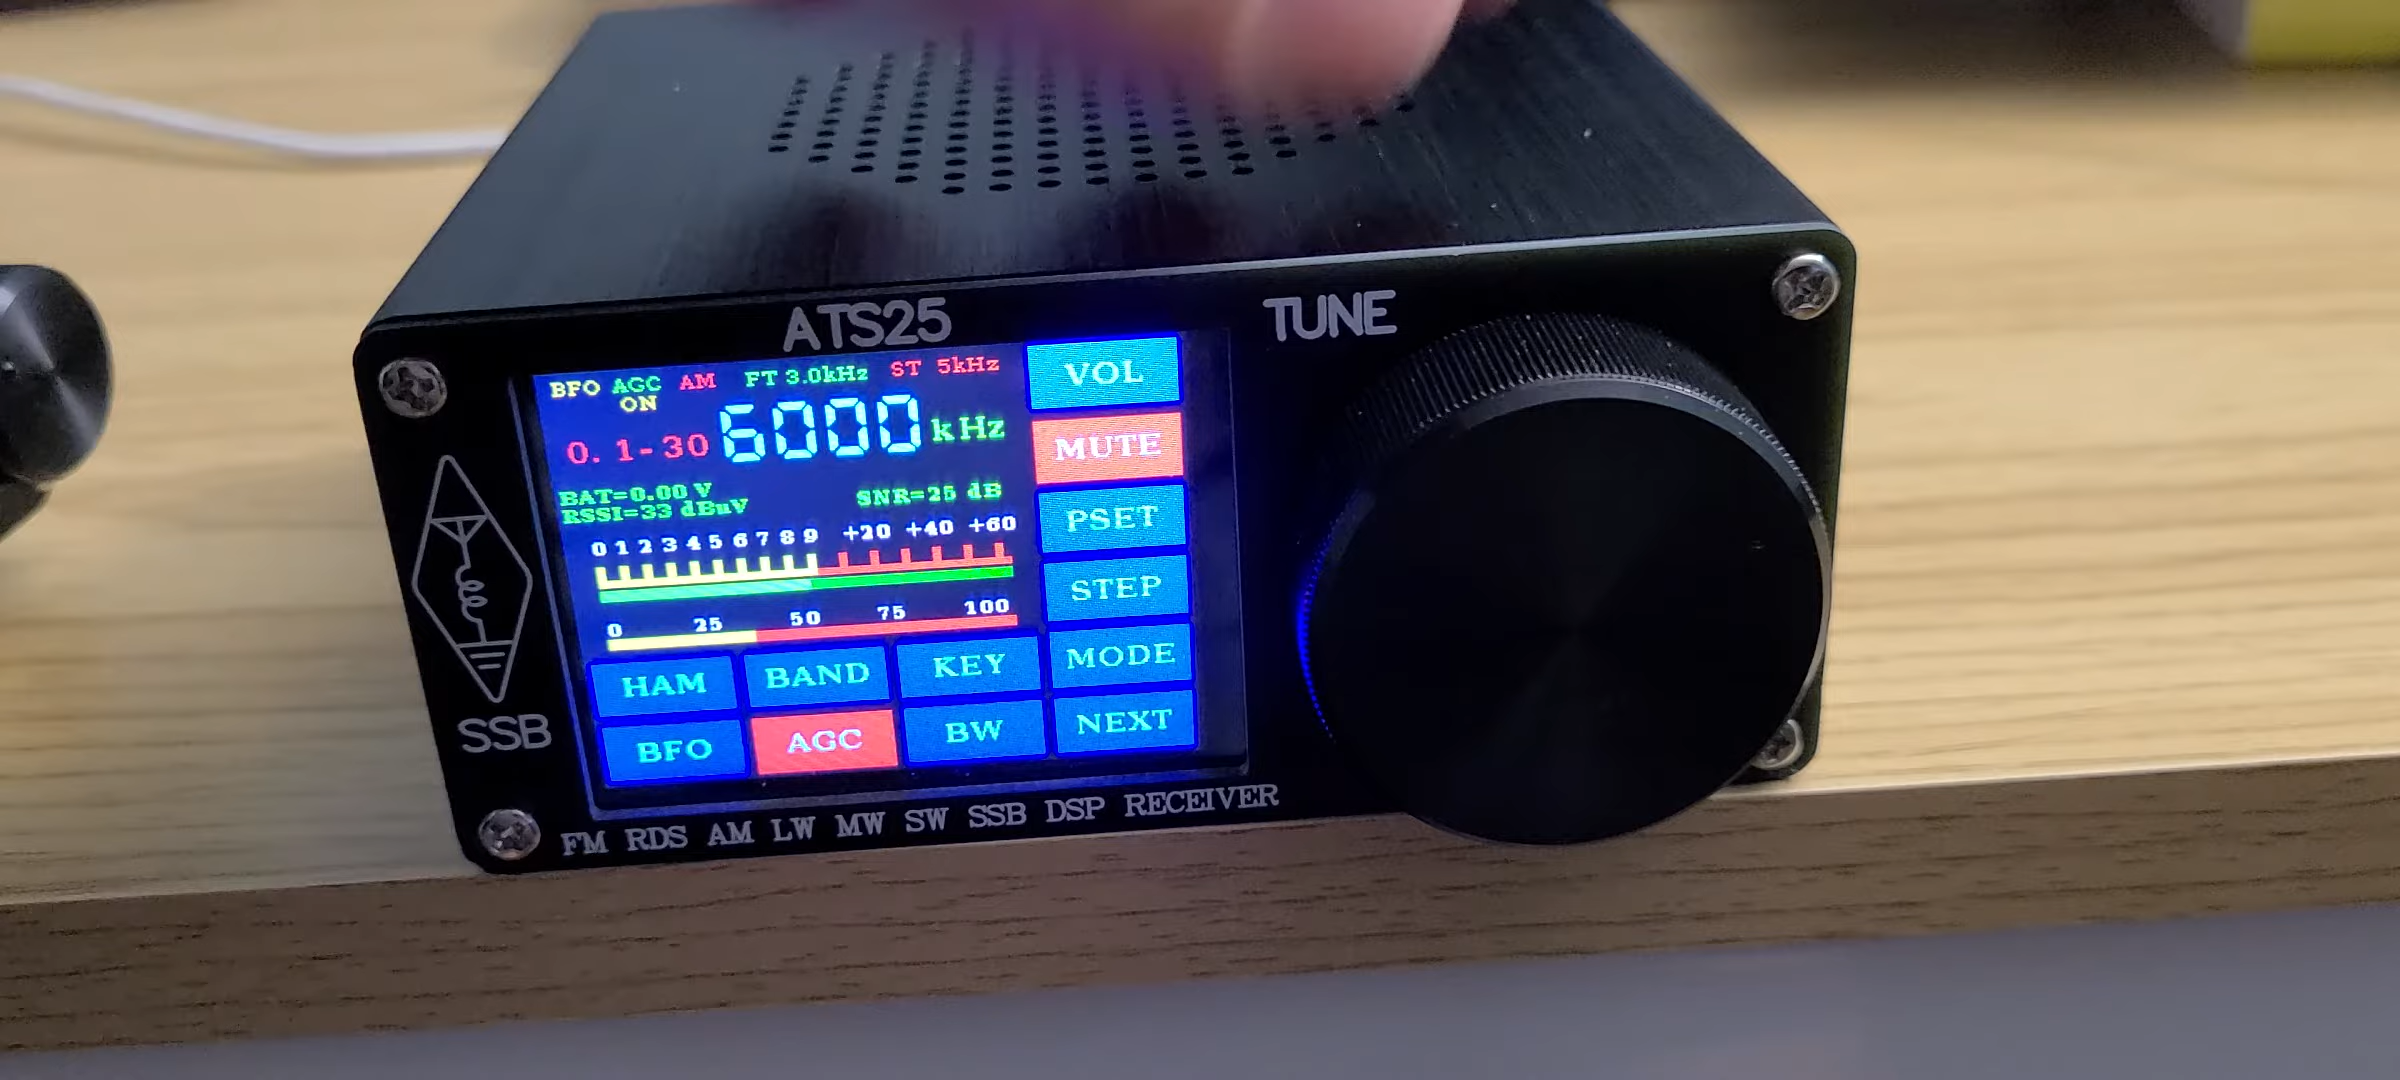 ATS25
TUNE
BFO AGC AM FT 3.0kHz ST 5kHz
ON
0. 1-30 6000 kHz
BAT=0.00 V SNR=25 dB
RSSI=33 dBuV
0 1 2 3 4 5 6 7 8 9 +20 +40 +60
0 25 50 75 100
VOL
MUTE
PSET
STEP
HAM BAND KEY MODE
BFO AGC BW NEXT
SSB
FM RDS AM LW MW SW SSB DSP RECEIVER